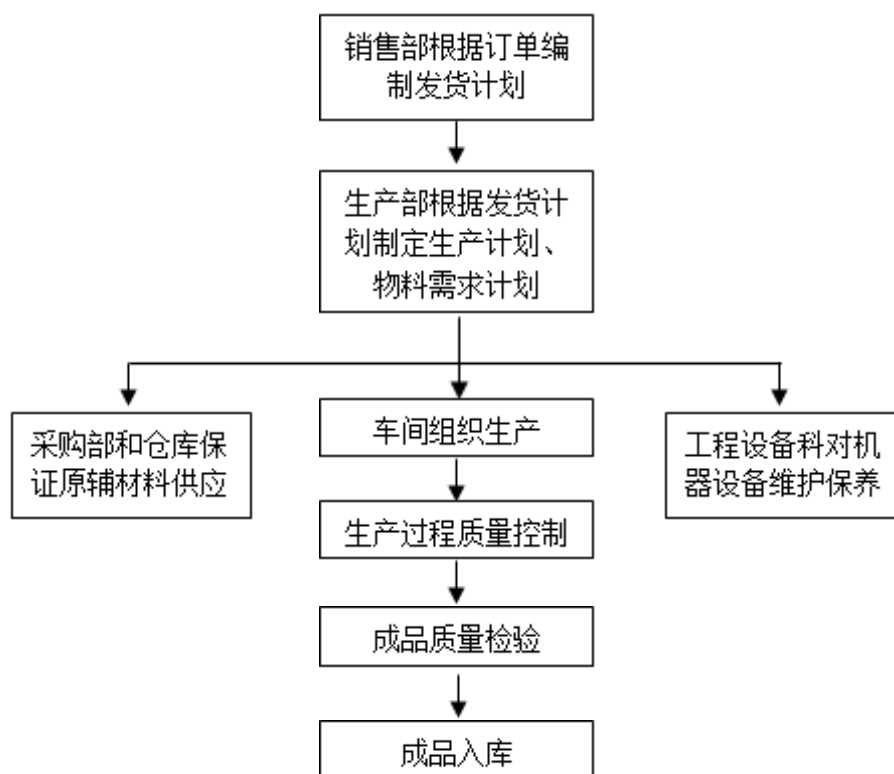 销售部根据订单编
制发货计划
生产部根据发货计
划制定生产计划、
物料需求计划
采购部和仓库保
证原辅材料供应
车间组织生产
工程设备科对机
器设备维护保养
生产过程质量控制
成品质量检验
成品入库